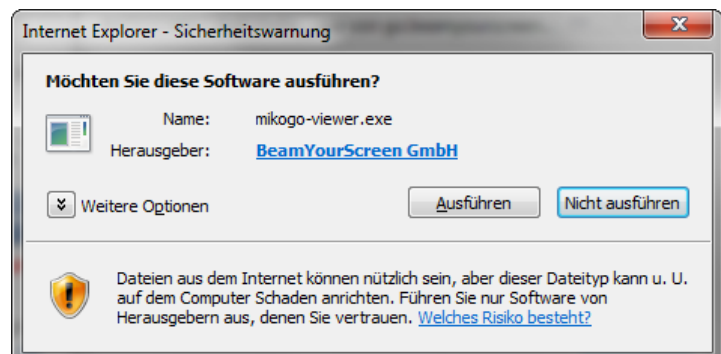 Internet Explorer - Sicherheitswarnung
Möchten Sie diese Software ausführen?
Name: mikogo-viewer.exe
Herausgeber: BeamYourScreen GmbH
Weitere Optionen Ausführen Nicht ausführen
Dateien aus dem Internet können nützlich sein, aber dieser Dateityp kann u. U.
auf dem Computer Schaden anrichten. Führen Sie nur Software von
Herausgebern aus, denen Sie vertrauen. Welches Risiko besteht?